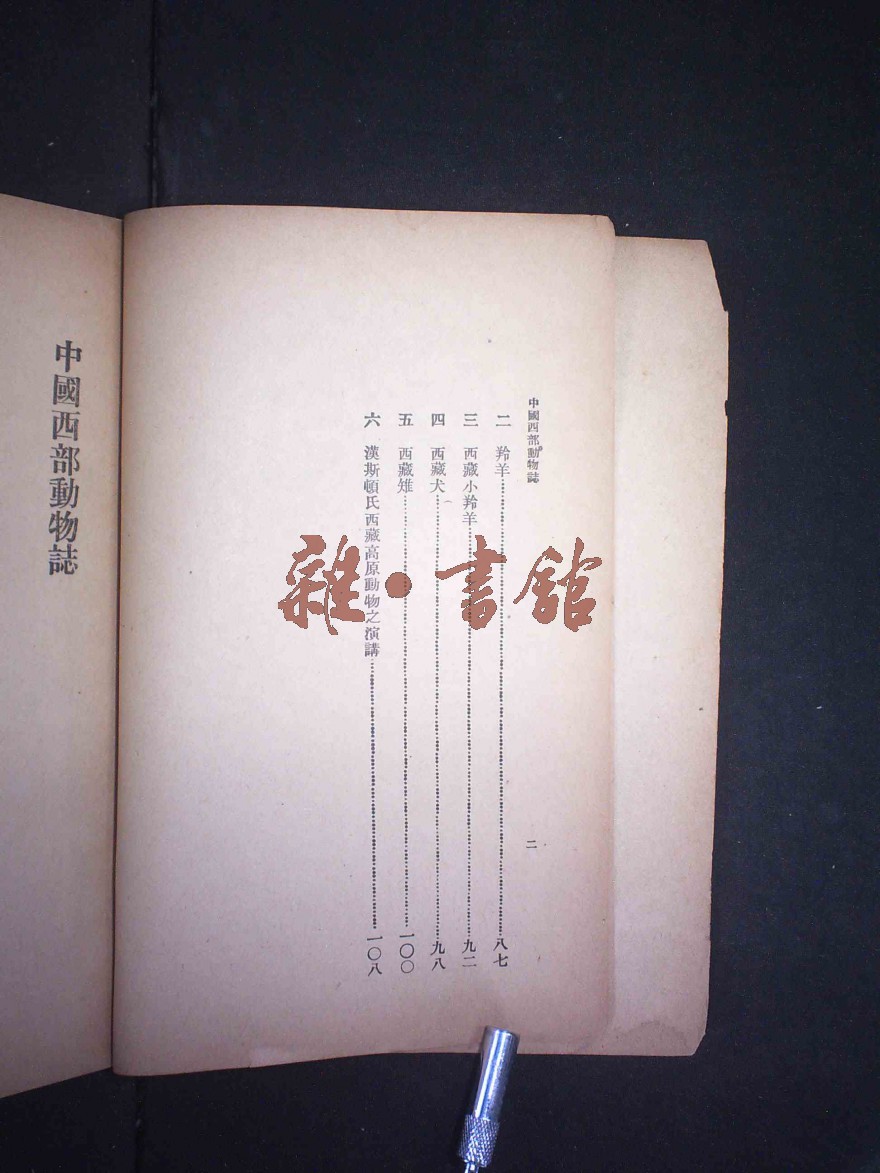 中國西部動物誌
二
二 羚羊……八七
三 西藏小羚羊……九二
四 西藏犬……九八
五 西藏雉……一〇〇
六 漢斯頓氏西藏高原動物之演講……一〇八
中國西部動物誌
雜·書館